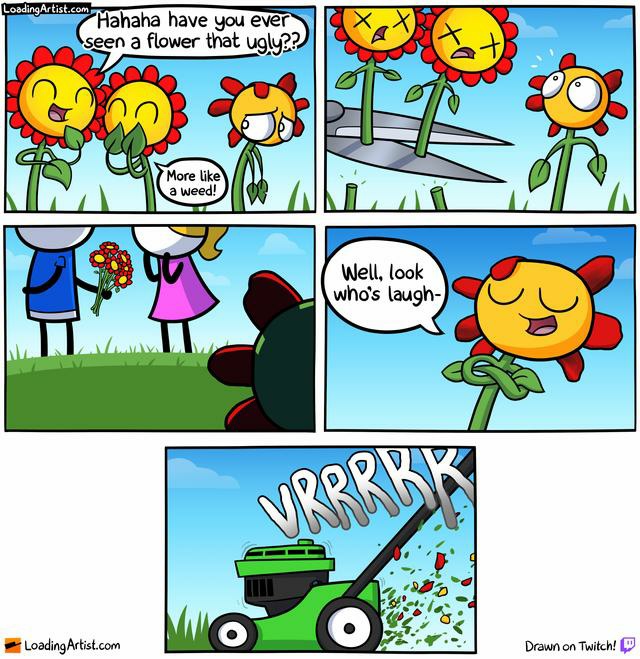 LoadingArtist.com
Hahaha have you ever
seen a flower that ugly??
More like
a weed!
Well, look
who's laugh-
VRRRRR
LoadingArtist.com
Drawn on Twitch!